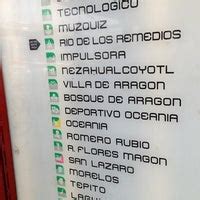 TECNOLOGICO
MUZQUIZ
RIO DE LOS REMEDIOS
IMPULSORA
NEZAHUALCOYOTL
VILLA DE ARAGON
BOSQUE DE ARAGON
DEPORTIVO OCEANIA
OCEANIA
ROMERO RUBIO
R. FLORES MAGON
SAN LAZARO
MORELOS
TEPITO